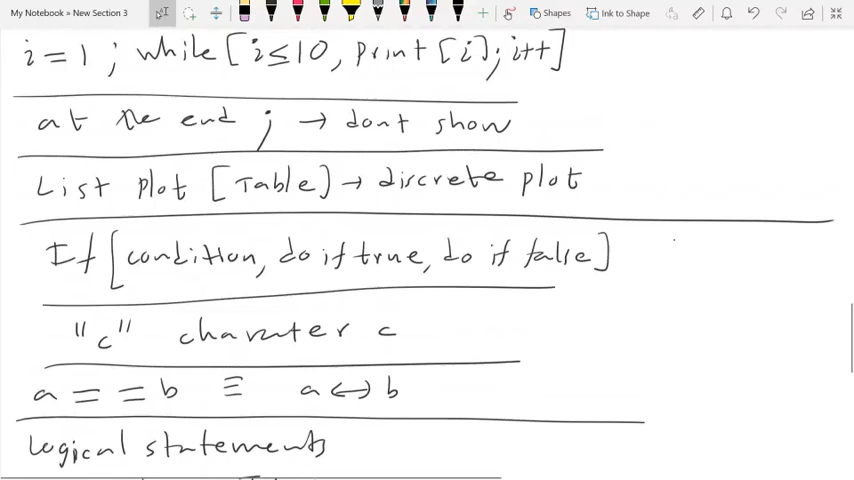 My Notebook » New Section 3
Shapes
Ink to Shape
i = 1 ; while [i ≤ 10, print [i]; i++]
at the end ; → dont show
List plot [Table] → discrete plot
If [condition, do if true, do if false]
"c" charater c
a = = b ≡ a ↔ b
Logical statements